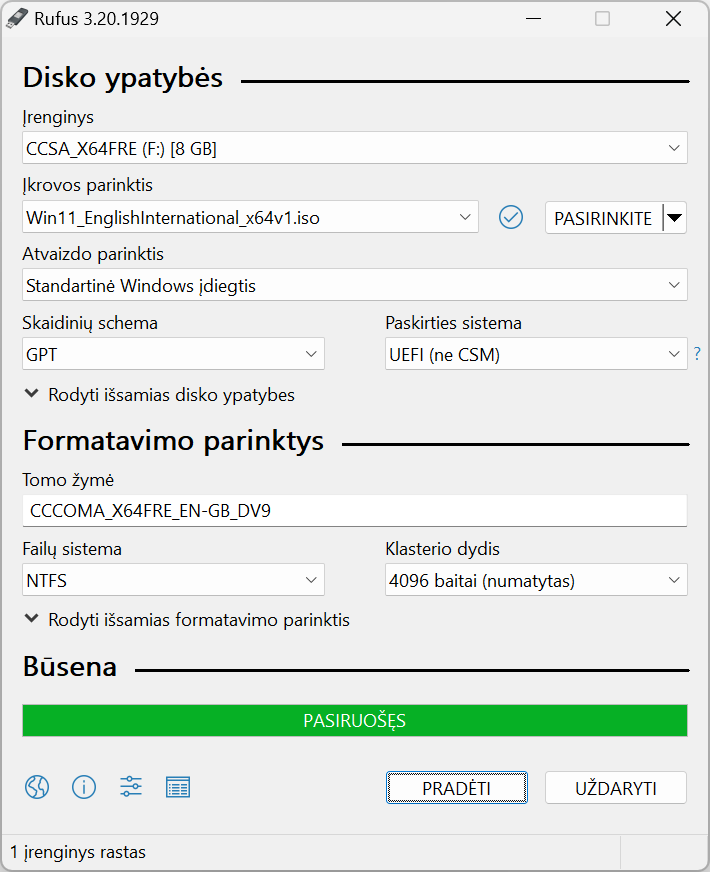 Rufus 3.20.1929
Disko ypatybės
Įrenginys
CCSA_X64FRE (F:) [8 GB]
Įkrovos parinktis
Win11_EnglishInternational_x64v1.iso
PASIRINKITE
Atvaizdo parinktis
Standartinė Windows įdiegtis
Skaidinių schema
Paskirties sistema
GPT
UEFI (ne CSM)
?
Rodyti išsamias disko ypatybes
Formatavimo parinktys
Tomo žymė
CCCOMA_X64FRE_EN-GB_DV9
Failų sistema
Klasterio dydis
NTFS
4096 baitai (numatytas)
Rodyti išsamias formatavimo parinktis
Būsena
PASIRUOŠĘS
PRADĖTI
UŽDARYTI
1 įrenginys rastas